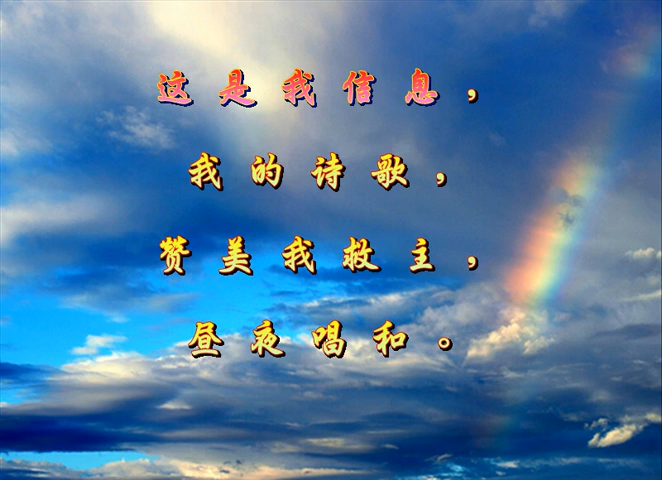 这是我信息，
我的诗歌，
赞美我救主，
昼夜唱和。